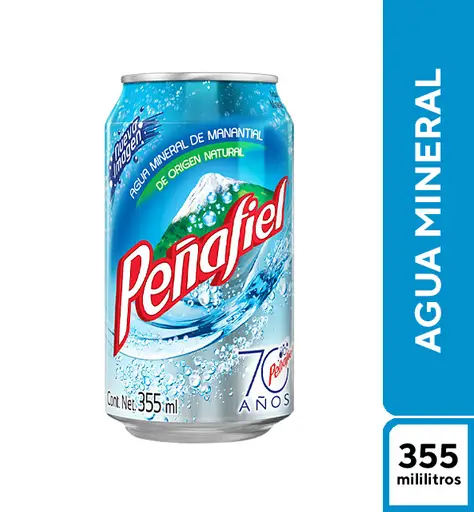 Nueva
imagen
AGUA MINERAL DE MANANTIAL
DE ORIGEN NATURAL
Peñafiel
70
Peñafiel
AÑOS
Cont. Net. 355 ml
AGUA MINERAL
355
mililitros